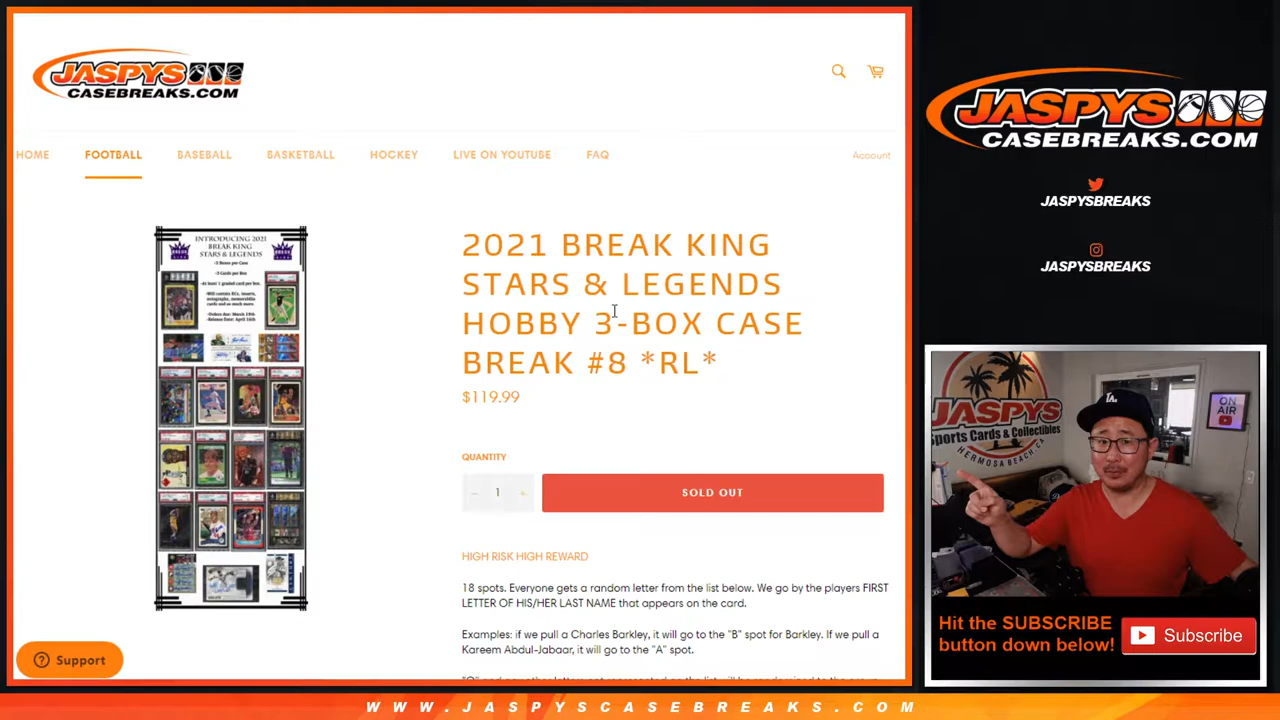 JASPYS
CASEBREAKS.COM
HOME
FOOTBALL
BASEBALL
BASKETBALL
HOCKEY
LIVE ON YOUTUBE
FAQ
Account
INTRODUCING 2021
BREAK KING
STARS & LEGENDS
2021 BREAK KING
STARS & LEGENDS
HOBBY 3-BOX CASE
BREAK #8 *RL*
$119.99
QUANTITY
− 1 +
SOLD OUT
HIGH RISK HIGH REWARD
18 spots. Everyone gets a random letter from the list below. We go by the players FIRST
LETTER OF HIS/HER LAST NAME that appears on the card.
Examples: if we pull a Charles Barkley, it will go to the "B" spot for Barkley. If we pull a
Kareem Abdul-Jabaar, it will go to the "A" spot.
Support
JASPYS
CASEBREAKS.COM
JASPYSBREAKS
JASPYSBREAKS
JASPYS
Sports Cards & Collectibles
HERMOSA BEACH, CA
LA
ON
AIR
Hit the SUBSCRIBE
button down below!
Subscribe
WWW.JASPYSCASEBREAKS.COM